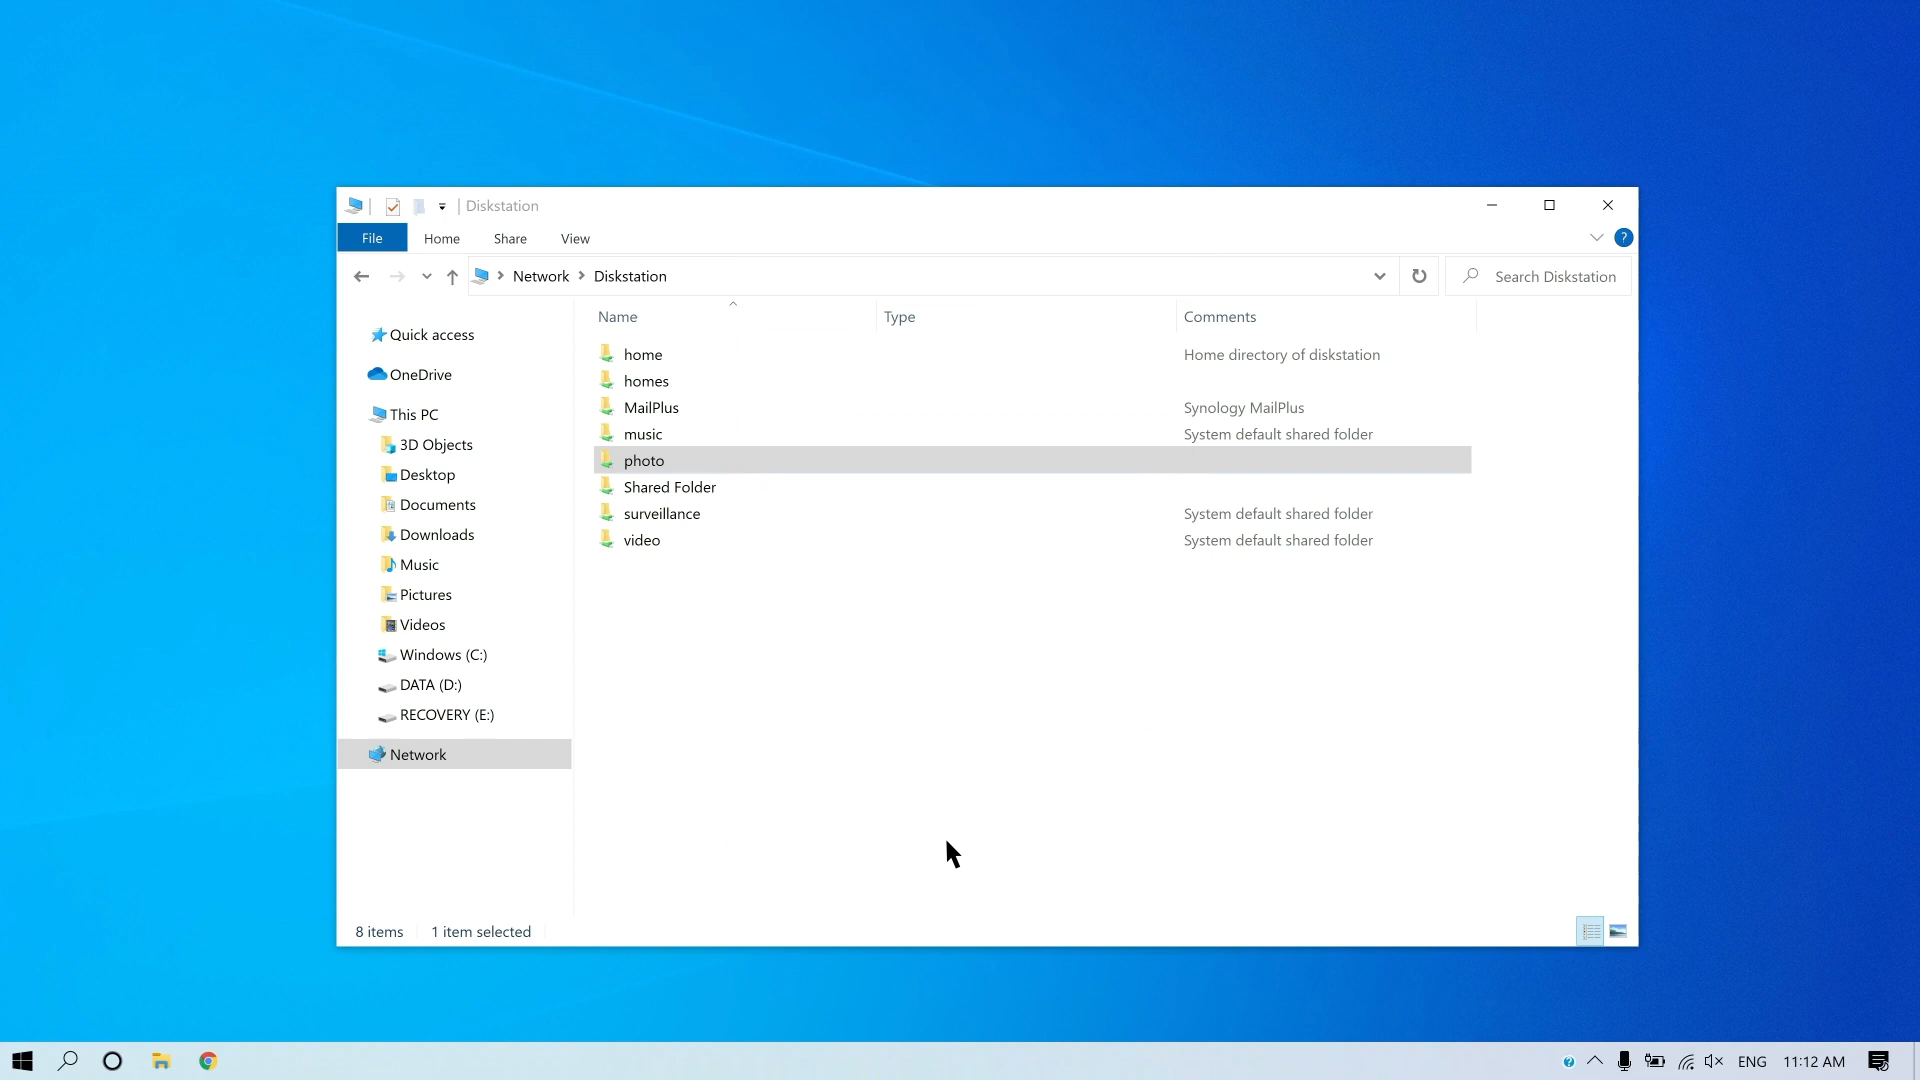 Diskstation
File Home Share View ?
Network Diskstation Search Diskstation
Name Type Comments
Quick access
OneDrive
This PC
3D Objects
Desktop
Documents
Downloads
Music
Pictures
Videos
Windows (C:)
DATA (D:)
RECOVERY (E:)
Network
home Home directory of diskstation
homes
MailPlus Synology MailPlus
music System default shared folder
photo
Shared Folder
surveillance System default shared folder
video System default shared folder
8 items 1 item selected
? ENG 11:12 AM